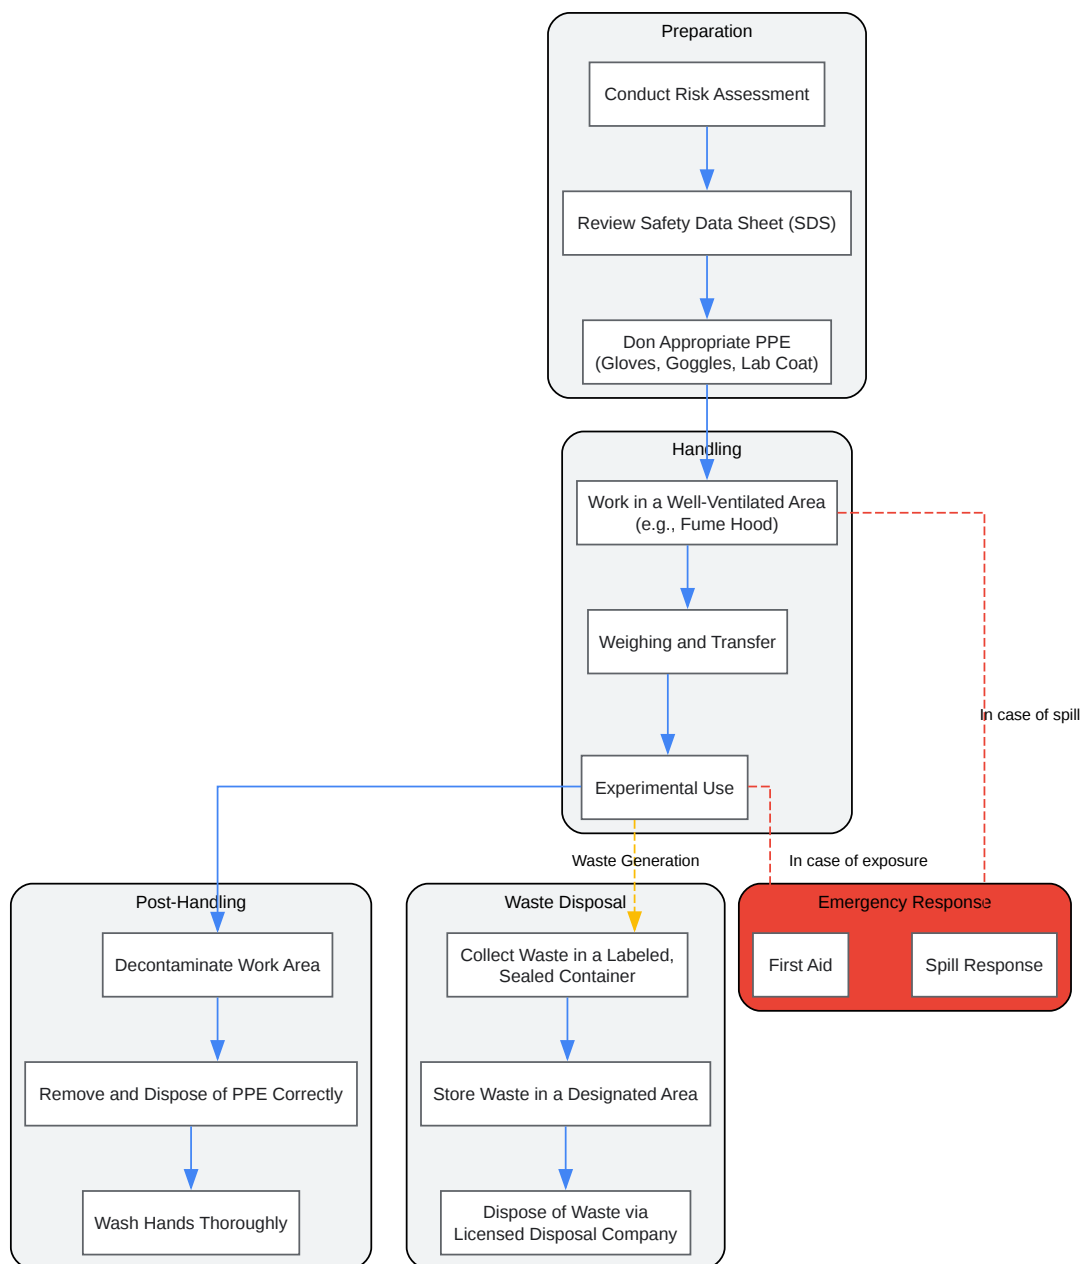 Preparation
Conduct Risk Assessment
Review Safety Data Sheet (SDS)
Don Appropriate PPE
(Gloves, Goggles, Lab Coat)
Handling
Work in a Well-Ventilated Area
(e.g., Fume Hood)
Weighing and Transfer
In case of spill
Experimental Use
Waste Generation
In case of exposure
Post-Handling
Decontaminate Work Area
Remove and Dispose of PPE Correctly
Wash Hands Thoroughly
Waste Disposal
Collect Waste in a Labeled,
Sealed Container
Store Waste in a Designated Area
Dispose of Waste via
Licensed Disposal Company
Emergency Response
First Aid
Spill Response